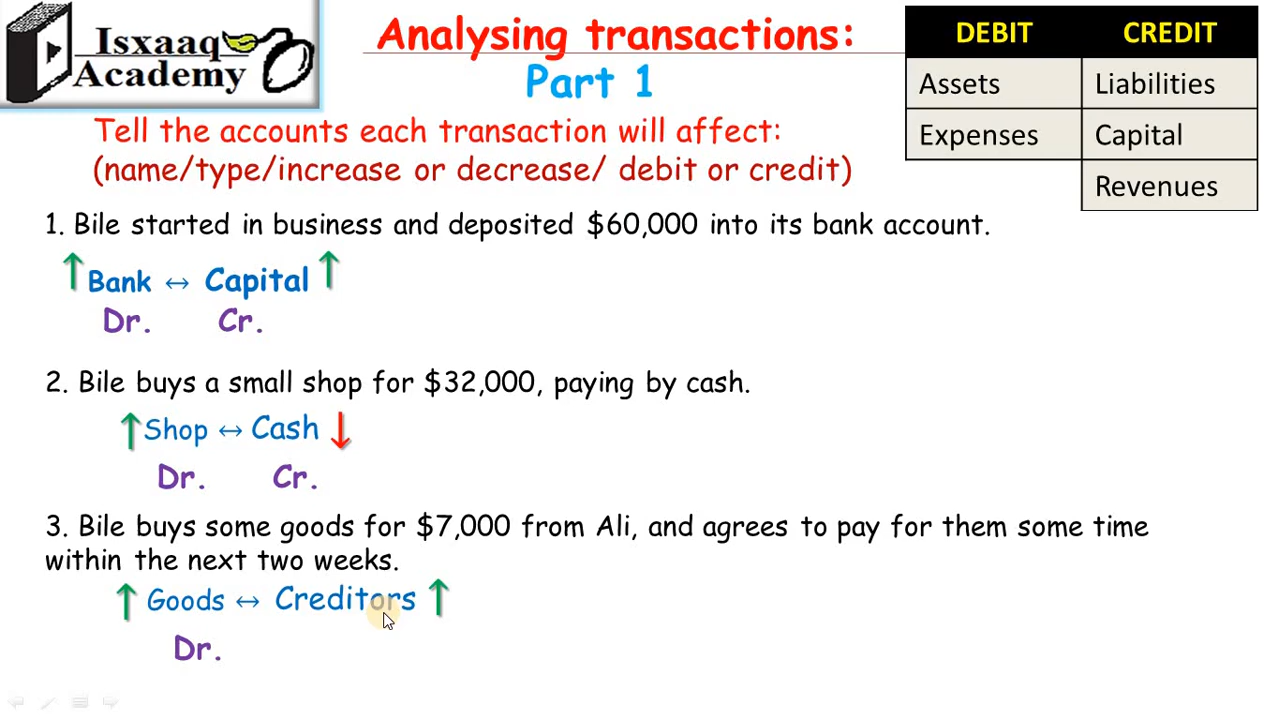 Isxaaq
Academy
Analysing transactions:
Part 1
DEBIT CREDIT
Assets Liabilities
Expenses Capital
Revenues
Tell the accounts each transaction will affect:
(name/type/increase or decrease/ debit or credit)
1. Bile started in business and deposited $60,000 into its bank account.
↑ Bank ↔ Capital ↑
Dr. Cr.
2. Bile buys a small shop for $32,000, paying by cash.
↑ Shop ↔ Cash ↓
Dr. Cr.
3. Bile buys some goods for $7,000 from Ali, and agrees to pay for them some time
within the next two weeks.
↑ Goods ↔ Creditors ↑
Dr.